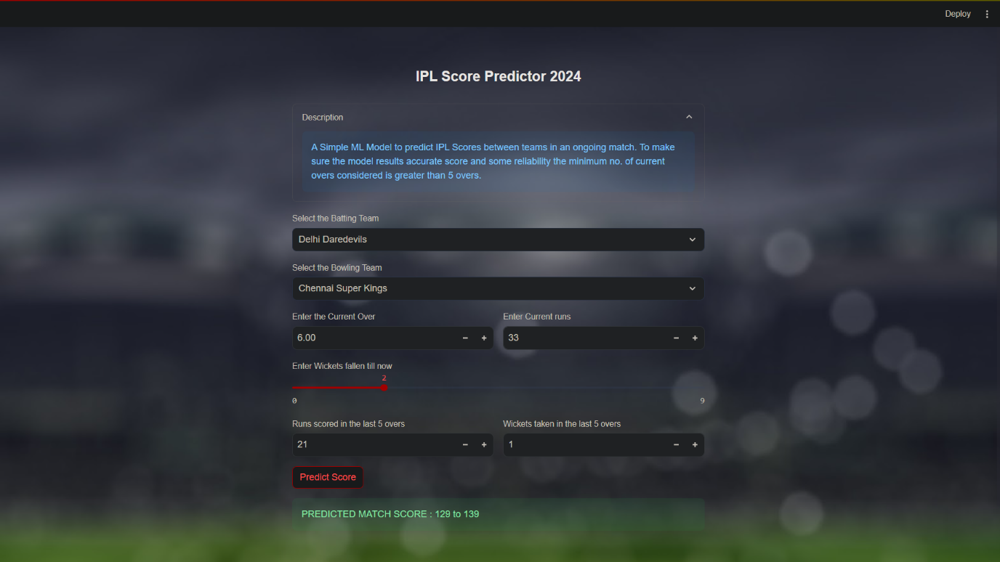 Deploy
IPL Score Predictor 2024
Description
A Simple ML Model to predict IPL Scores between teams in an ongoing match. To make
sure the model results accurate score and some reliability the minimum no. of current
overs considered is greater than 5 overs.
Select the Batting Team
Delhi Daredevils
Select the Bowling Team
Chennai Super Kings
Enter the Current Over
6.00
Enter Current runs
33
Enter Wickets fallen till now
2
0
9
Runs scored in the last 5 overs
21
Wickets taken in the last 5 overs
1
Predict Score
PREDICTED MATCH SCORE : 129 to 139